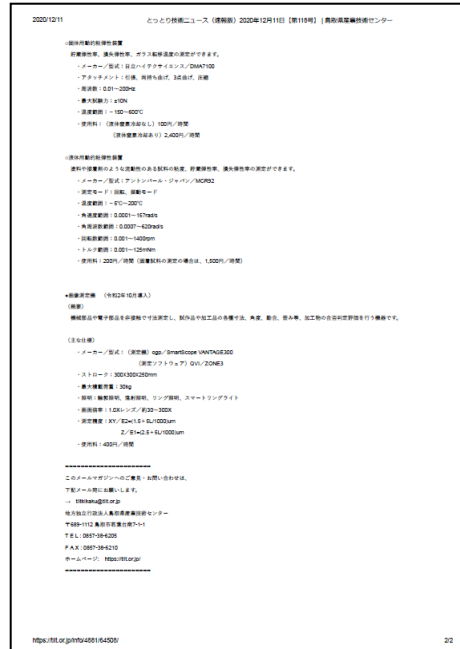 2020/12/11
とっとり技術ニュース（速報版）2020年12月11日【第118号】 | 鳥取県産業技術センター
○固体用動的粘弾性装置
貯蔵弾性率、損失弾性率、ガラス転移温度の測定ができます。
・メーカー／型式：日立ハイテクサイエンス／DMA7100
・アタッチメント：引張、両持ち曲げ、3点曲げ、圧縮
・周波数：0.01～200Hz
・最大試験力：±10N
・温度範囲：－150～600℃
・使用料：（液体窒素冷却なし）100円／時間
（液体窒素冷却あり）2,400円／時間
○液体用動的粘弾性装置
塗料や接着剤のような流動性のある試料の粘度、貯蔵弾性率、損失弾性率の測定ができます。
・メーカー／型式：アントンパール・ジャパン／MCR92
・測定モード：回転、振動モード
・温度範囲：－5℃～200℃
・角速度範囲：0.0001～157rad/s
・角周波数範囲：0.0007～620rad/s
・回転数範囲：0.001～1400rpm
・トルク範囲：0.001～125mNm
・使用料：200円／時間（固着試料の測定の場合は、1,500円／時間）
●画像測定機 （令和2年10月導入）
（概要）
機械部品や電子部品を非接触で寸法測定し、試作品や加工品の各種寸法、角度、勘合、歪み等、加工物の合否判定評価を行う機器です。
（主な仕様）
・メーカー／型式：（測定機）ogp／SmartScope VANTAGE300
（測定ソフトウェア）QVI／ZONE3
・ストローク：300X300X250mm
・最大積載荷重：30kg
・照明：輪郭照明、落射照明、リング照明、スマートリングライト
・画面倍率：1.0Xレンズ／約30～300X
・測定精度：XY／E2=(1.5＋5L/1000)um
Z／E1=(2.5＋5L/1000)um
・使用料：400円／時間
======================
このメールマガジンへのご意見・お問い合わせは、
下記メール宛にお願いします。
→ tiitkikaku@tiit.or.jp
地方独立行政法人鳥取県産業技術センター
〒689-1112 鳥取市若葉台南7-1-1
ＴＥＬ：0857-38-6205
ＦＡＸ：0857-38-6210
ホームページ: https://tiit.or.jp/
======================
https://tiit.or.jp/info/4661/64508/
2/2